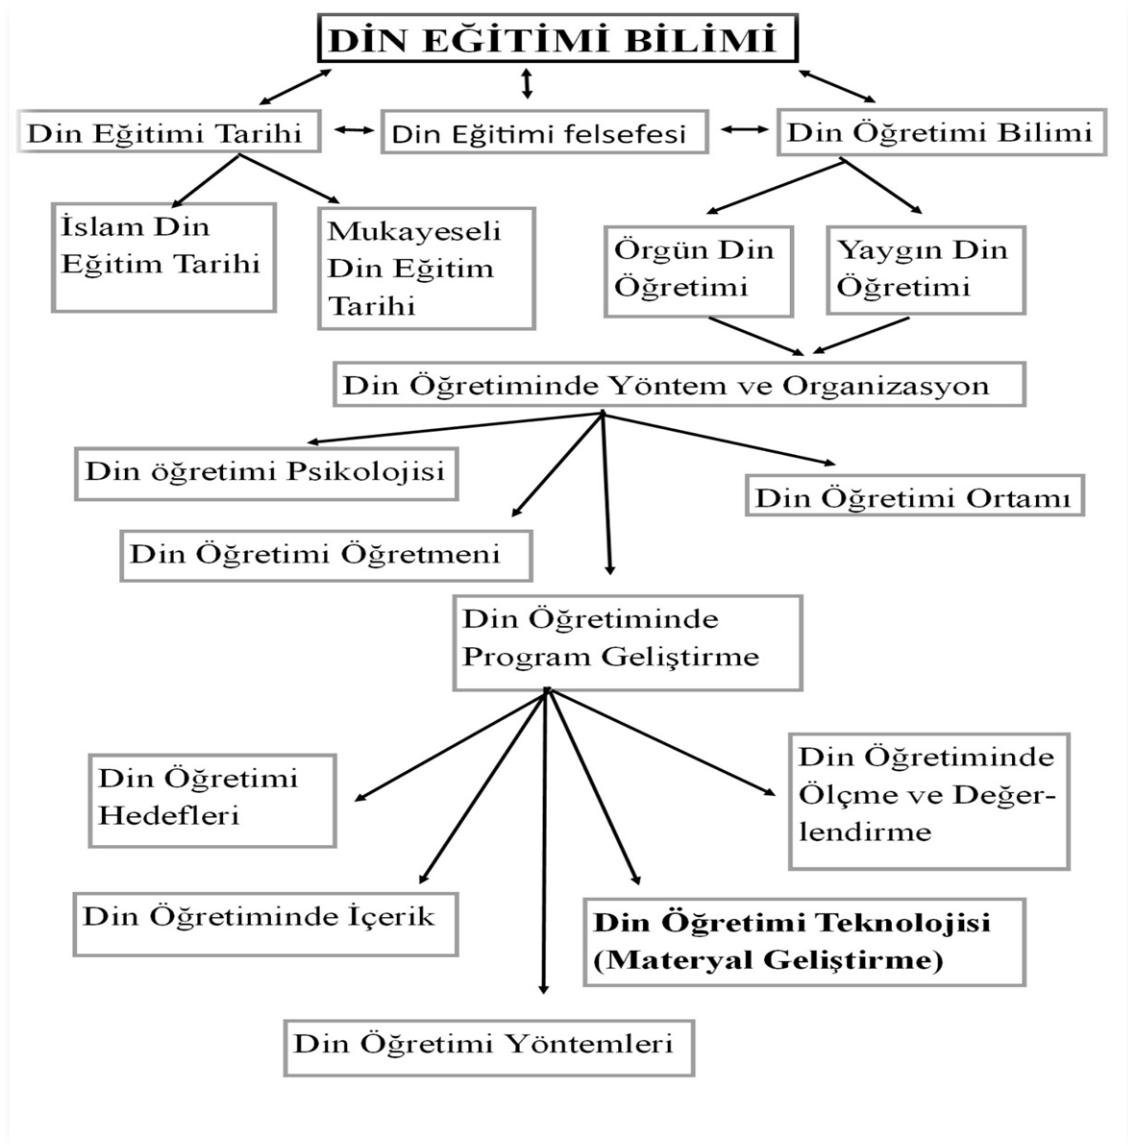 DİN EĞİTİMİ BİLİMİ
Din Eğitimi Tarihi
Din Eğitimi felsefesi
Din Öğretimi Bilimi
İslam Din
Eğitim Tarihi
Mukayeseli
Din Eğitim
Tarihi
Örgün Din
Öğretimi
Yaygın Din
Öğretimi
Din Öğretiminde Yöntem ve Organizasyon
Din öğretimi Psikolojisi
Din Öğretimi Ortamı
Din Öğretimi Öğretmeni
Din Öğretiminde
Program Geliştirme
Din Öğretimi
Hedefleri
Din Öğretiminde
Ölçme ve Değer-
lendirme
Din Öğretiminde İçerik
Din Öğretimi Teknolojisi
(Materyal Geliştirme)
Din Öğretimi Yöntemleri